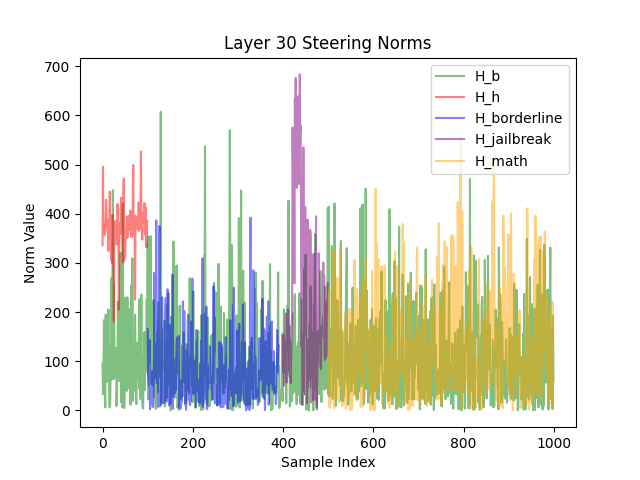 Layer 30 Steering Norms
H_b
H_h
H_borderline
H_jailbreak
H_math
Norm Value
700
600
500
400
300
200
100
0
0 200 400 600 800 1000
Sample Index